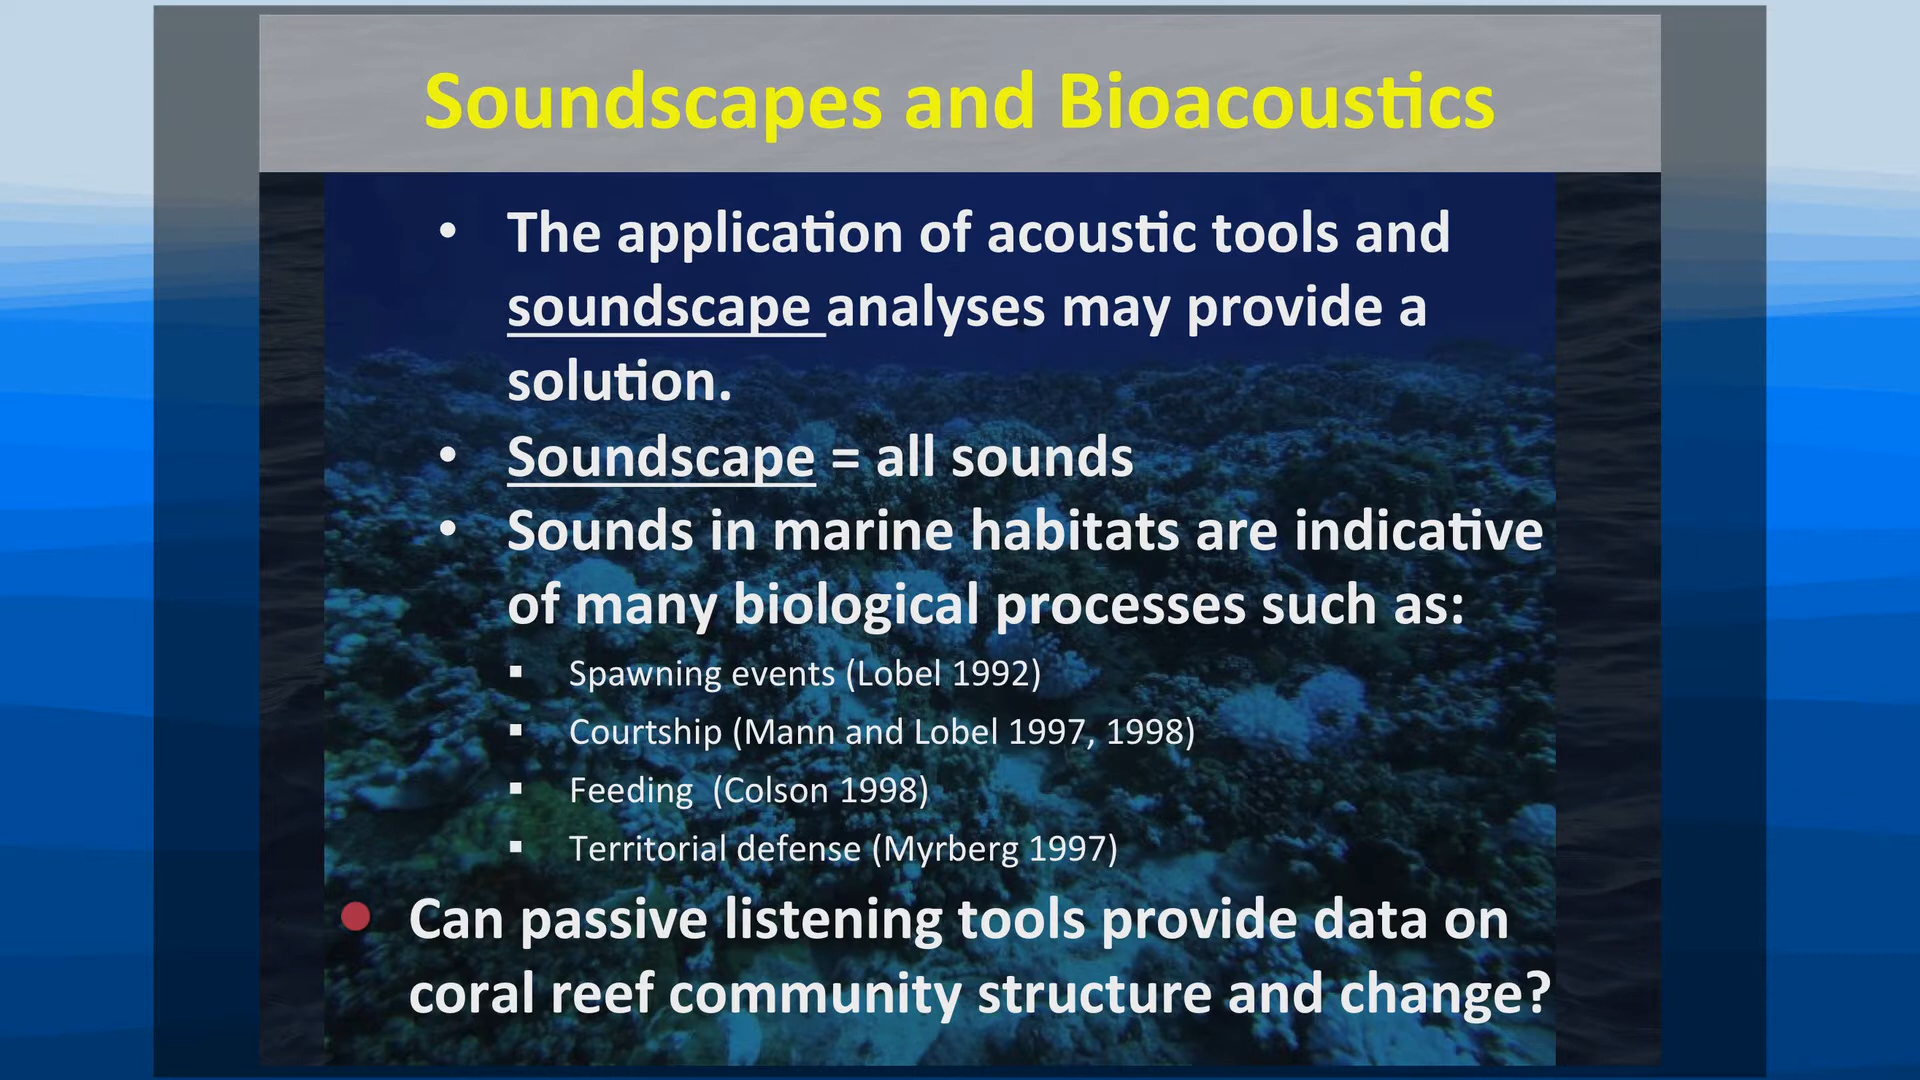 Soundscapes and Bioacoustics
• The application of acoustic tools and
soundscape analyses may provide a
solution.
• Soundscape = all sounds
• Sounds in marine habitats are indicative
of many biological processes such as:
▪ Spawning events (Lobel 1992)
▪ Courtship (Mann and Lobel 1997, 1998)
▪ Feeding  (Colson 1998)
▪ Territorial defense (Myrberg 1997)
• Can passive listening tools provide data on
coral reef community structure and change?